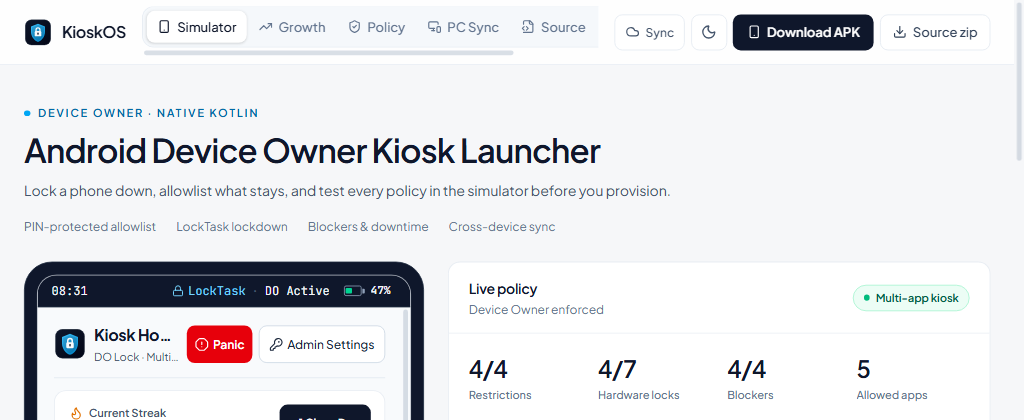 KioskOS
Simulator
Growth
Policy
PC Sync
Source
Sync
Download APK
Source zip
DEVICE OWNER · NATIVE KOTLIN
Android Device Owner Kiosk Launcher
Lock a phone down, allowlist what stays, and test every policy in the simulator before you provision.
PIN-protected allowlist
LockTask lockdown
Blockers & downtime
Cross-device sync
08:31
LockTask · DO Active
47%
Kiosk Ho...
DO Lock · Multi...
Panic
Admin Settings
Current Streak
Live policy
Device Owner enforced
Multi-app kiosk
4/4
Restrictions
4/7
Hardware locks
4/4
Blockers
5
Allowed apps